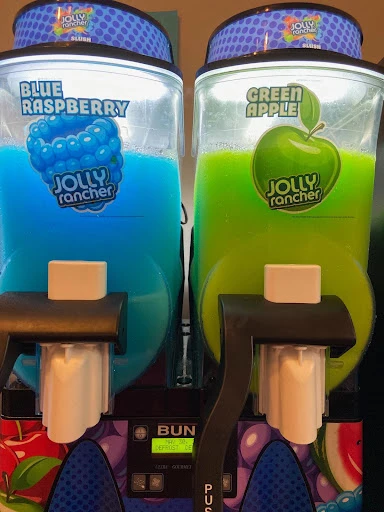 JOLLY
rancher
SLUSH
JOLLY
rancher
SLUSH
BLUE
RASPBERRY
JOLLY
rancher
GREEN
APPLE
JOLLY
rancher
BUN
PUS